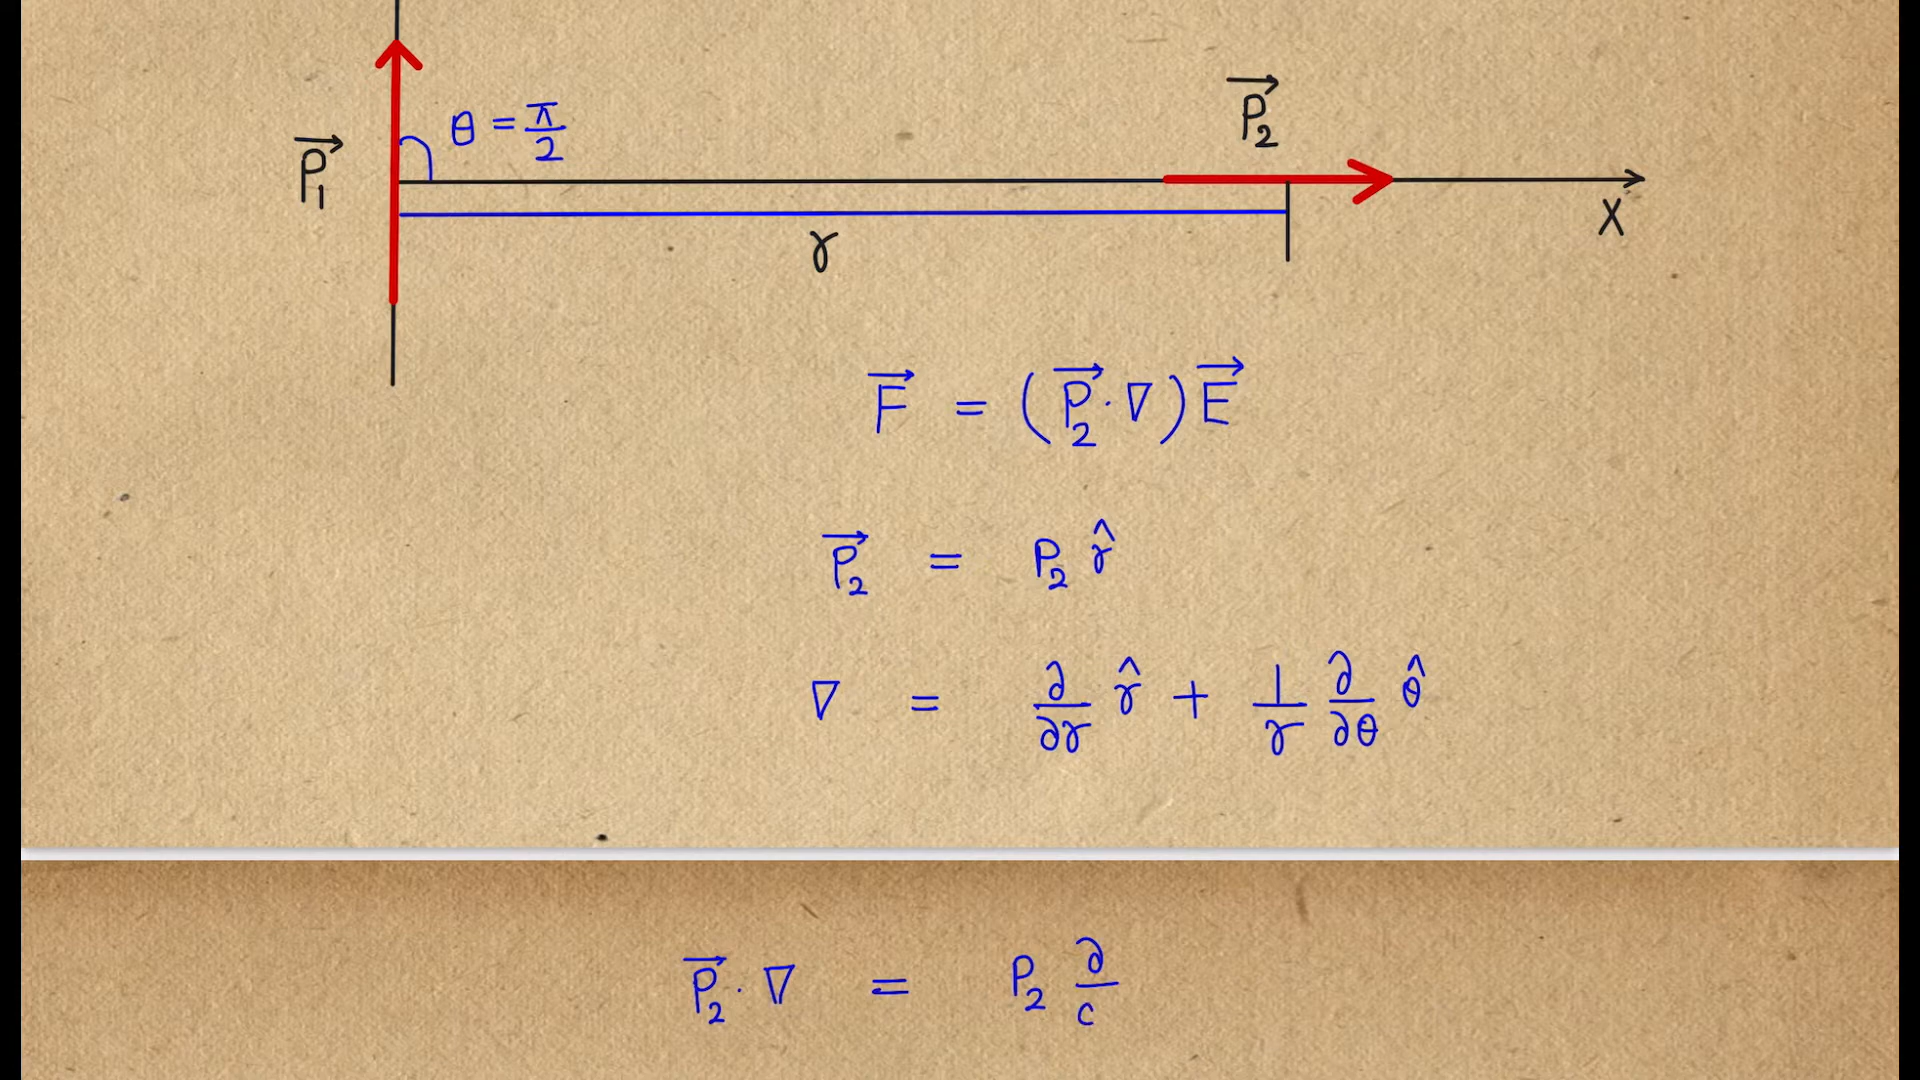 θ = π/2
P⃗₁
P⃗₂
X
r
F⃗ = (P⃗₂ · ∇) E⃗
P⃗₂ = P₂ r̂
∇ = ∂/∂r r̂ + 1/r ∂/∂θ θ̂
P⃗₂ · ∇ = P₂ ∂/c